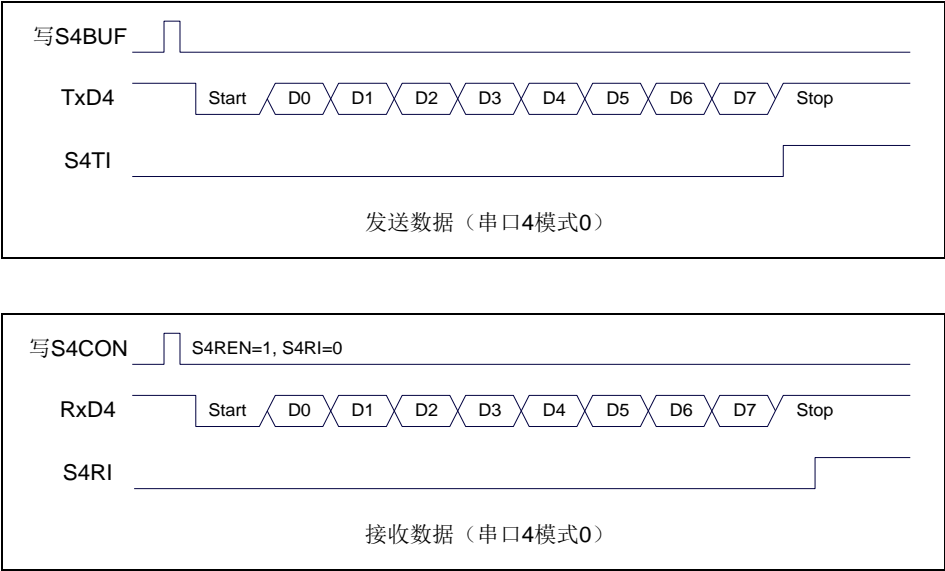 写S4BUF
TxD4 Start D0 D1 D2 D3 D4 D5 D6 D7 Stop
S4TI
发送数据（串口4模式0）
写S4CON S4REN=1, S4RI=0
RxD4 Start D0 D1 D2 D3 D4 D5 D6 D7 Stop
S4RI
接收数据（串口4模式0）